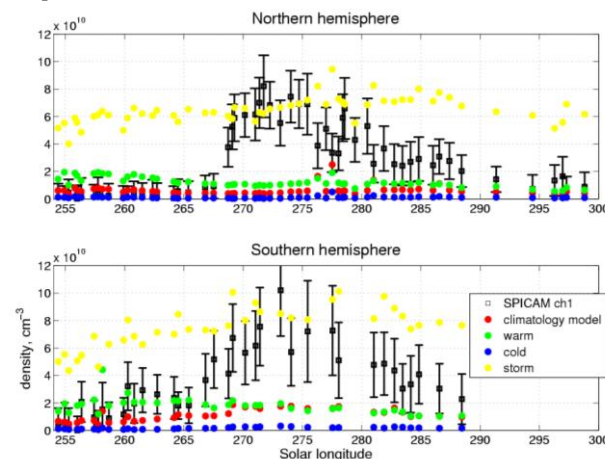 Northern hemisphere
x 10^10
12
10
8
6
4
2
0
255 260 265 270 275 280 285 290 295 300
Southern hemisphere
x 10^10
12
10
8
6
4
2
0
density, cm⁻³
255 260 265 270 275 280 285 290 295 300
Solar longitude
SPICAM ch1
climatology model
warm
cold
storm